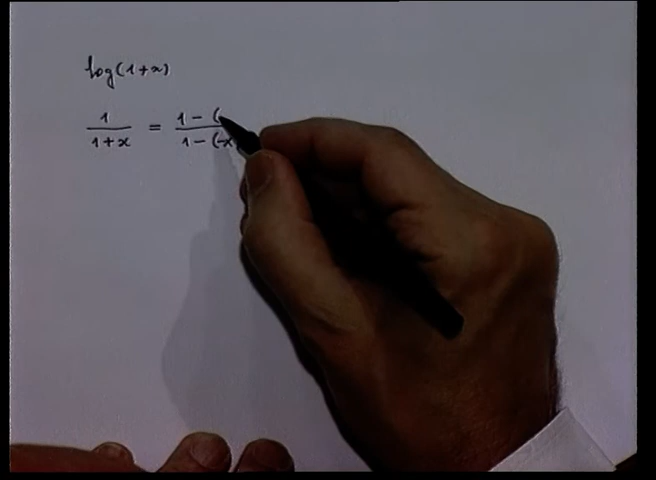 log(1+x)
1/(1+x) = (1-(/(1-(-x)